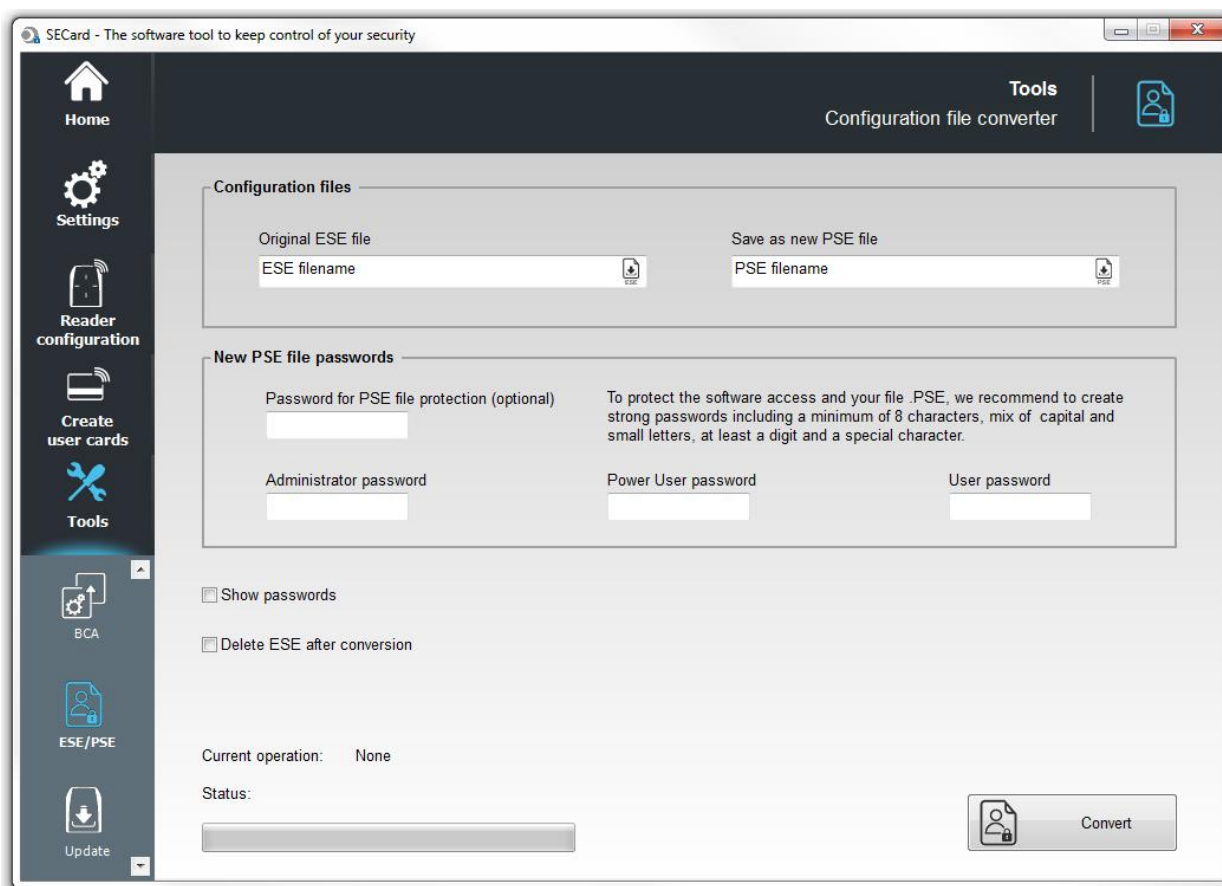 SECard - The software tool to keep control of your security
Home
Tools
Configuration file converter
Settings
Reader
configuration
Create
user cards
Tools
BCA
ESE/PSE
Update
Configuration files
Original ESE file
Save as new PSE file
ESE filename
ESE
PSE filename
PSE
New PSE file passwords
Password for PSE file protection (optional)
To protect the software access and your file .PSE, we recommend to create
strong passwords including a minimum of 8 characters, mix of capital and
small letters, at least a digit and a special character.
Administrator password
Power User password
User password
Show passwords
Delete ESE after conversion
Current operation: None
Status:
Convert